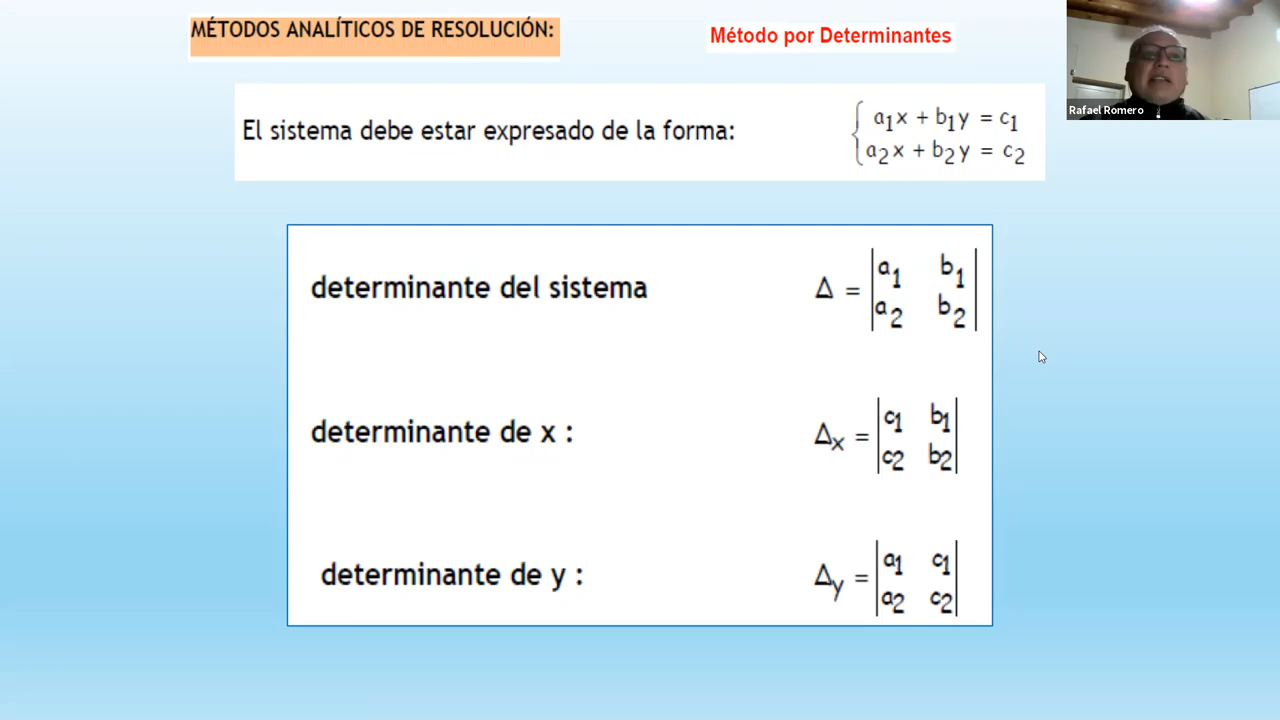 MÉTODOS ANALÍTICOS DE RESOLUCIÓN:
Método por Determinantes
Rafael Romero
El sistema debe estar expresado de la forma:
a₁x + b₁y = c₁
a₂x + b₂y = c₂
determinante del sistema
Δ = |a₁ b₁|
|a₂ b₂|
determinante de x :
Δₓ = |c₁ b₁|
|c₂ b₂|
determinante de y :
Δy = |a₁ c₁|
|a₂ c₂|